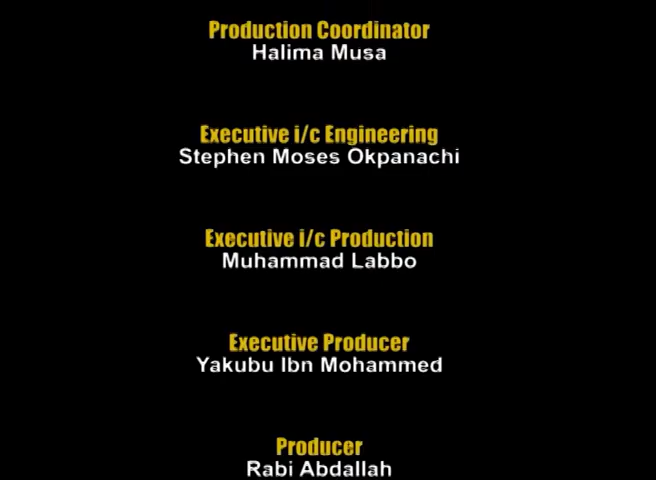 Production Coordinator
Halima Musa
Executive i/c Engineering
Stephen Moses Okpanachi
Executive i/c Production
Muhammad Labbo
Executive Producer
Yakubu Ibn Mohammed
Producer
Rabi Abdallah